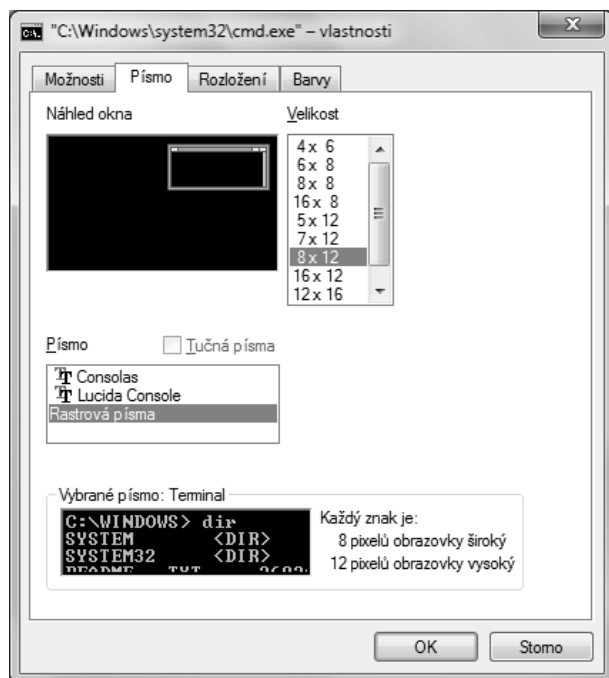 "C:\Windows\system32\cmd.exe" – vlastnosti
Možnosti Písmo Rozložení Barvy
Náhled okna
Velikost
4 x 6
6 x 8
8 x 8
16 x 8
5 x 12
7 x 12
8 x 12
16 x 12
12 x 16
Písmo
Tučná písma
Consolas
Lucida Console
Rastrová písma
Vybrané písmo: Terminal
C:\WINDOWS> dir
SYSTEM <DIR>
SYSTEM32 <DIR>
README TXT
Každý znak je:
8 pixelů obrazovky široký
12 pixelů obrazovky vysoký
OK Storno